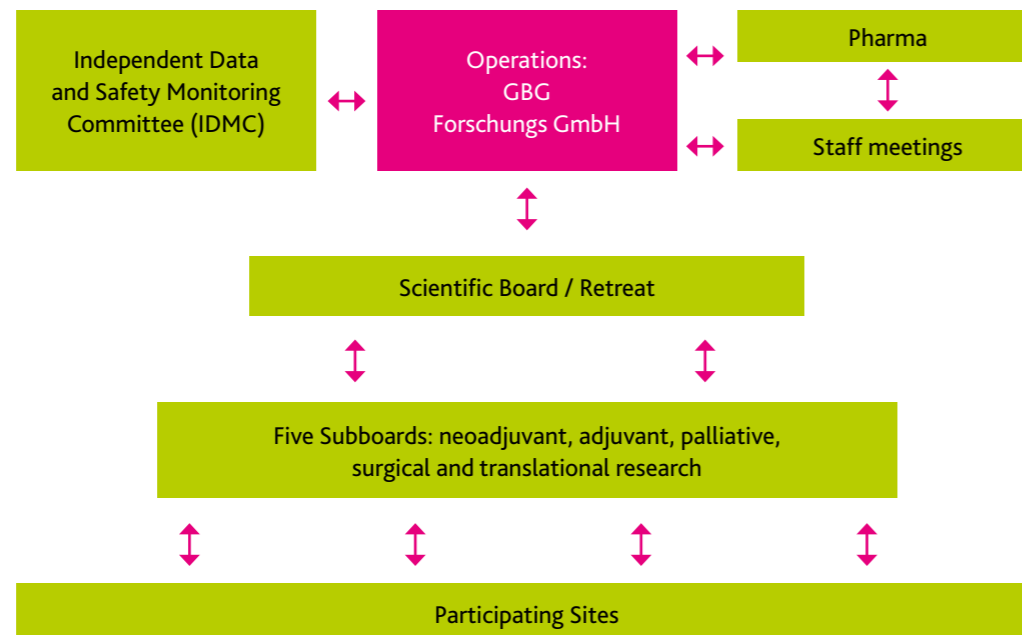 Independent Data
and Safety Monitoring
Committee (IDMC)
Operations:
GBG
Forschungs GmbH
Pharma
Staff meetings
Scientific Board / Retreat
Five Subboards: neoadjuvant, adjuvant, palliative,
surgical and translational research
Participating Sites